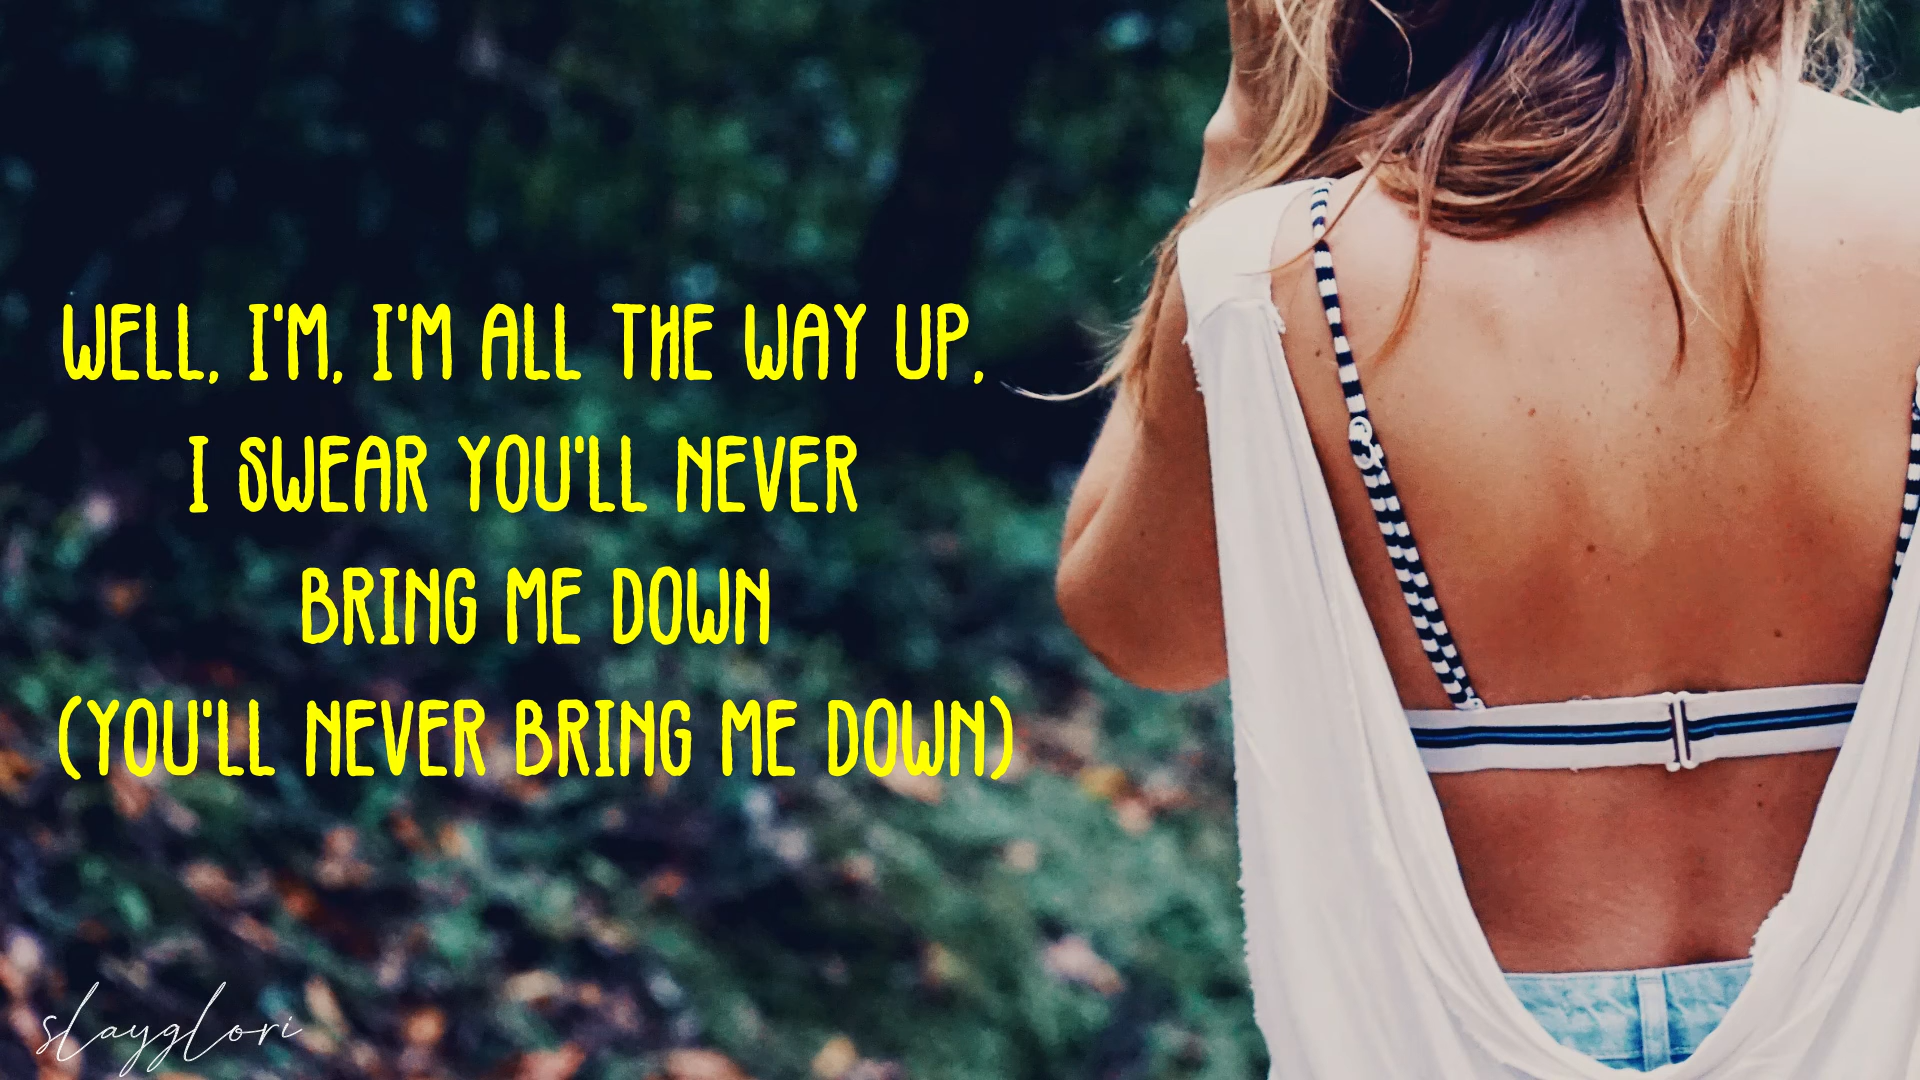 WELL, I'M, I'M ALL THE WAY UP,
I SWEAR YOU'LL NEVER
BRING ME DOWN
(YOU'LL NEVER BRING ME DOWN)
slayglori